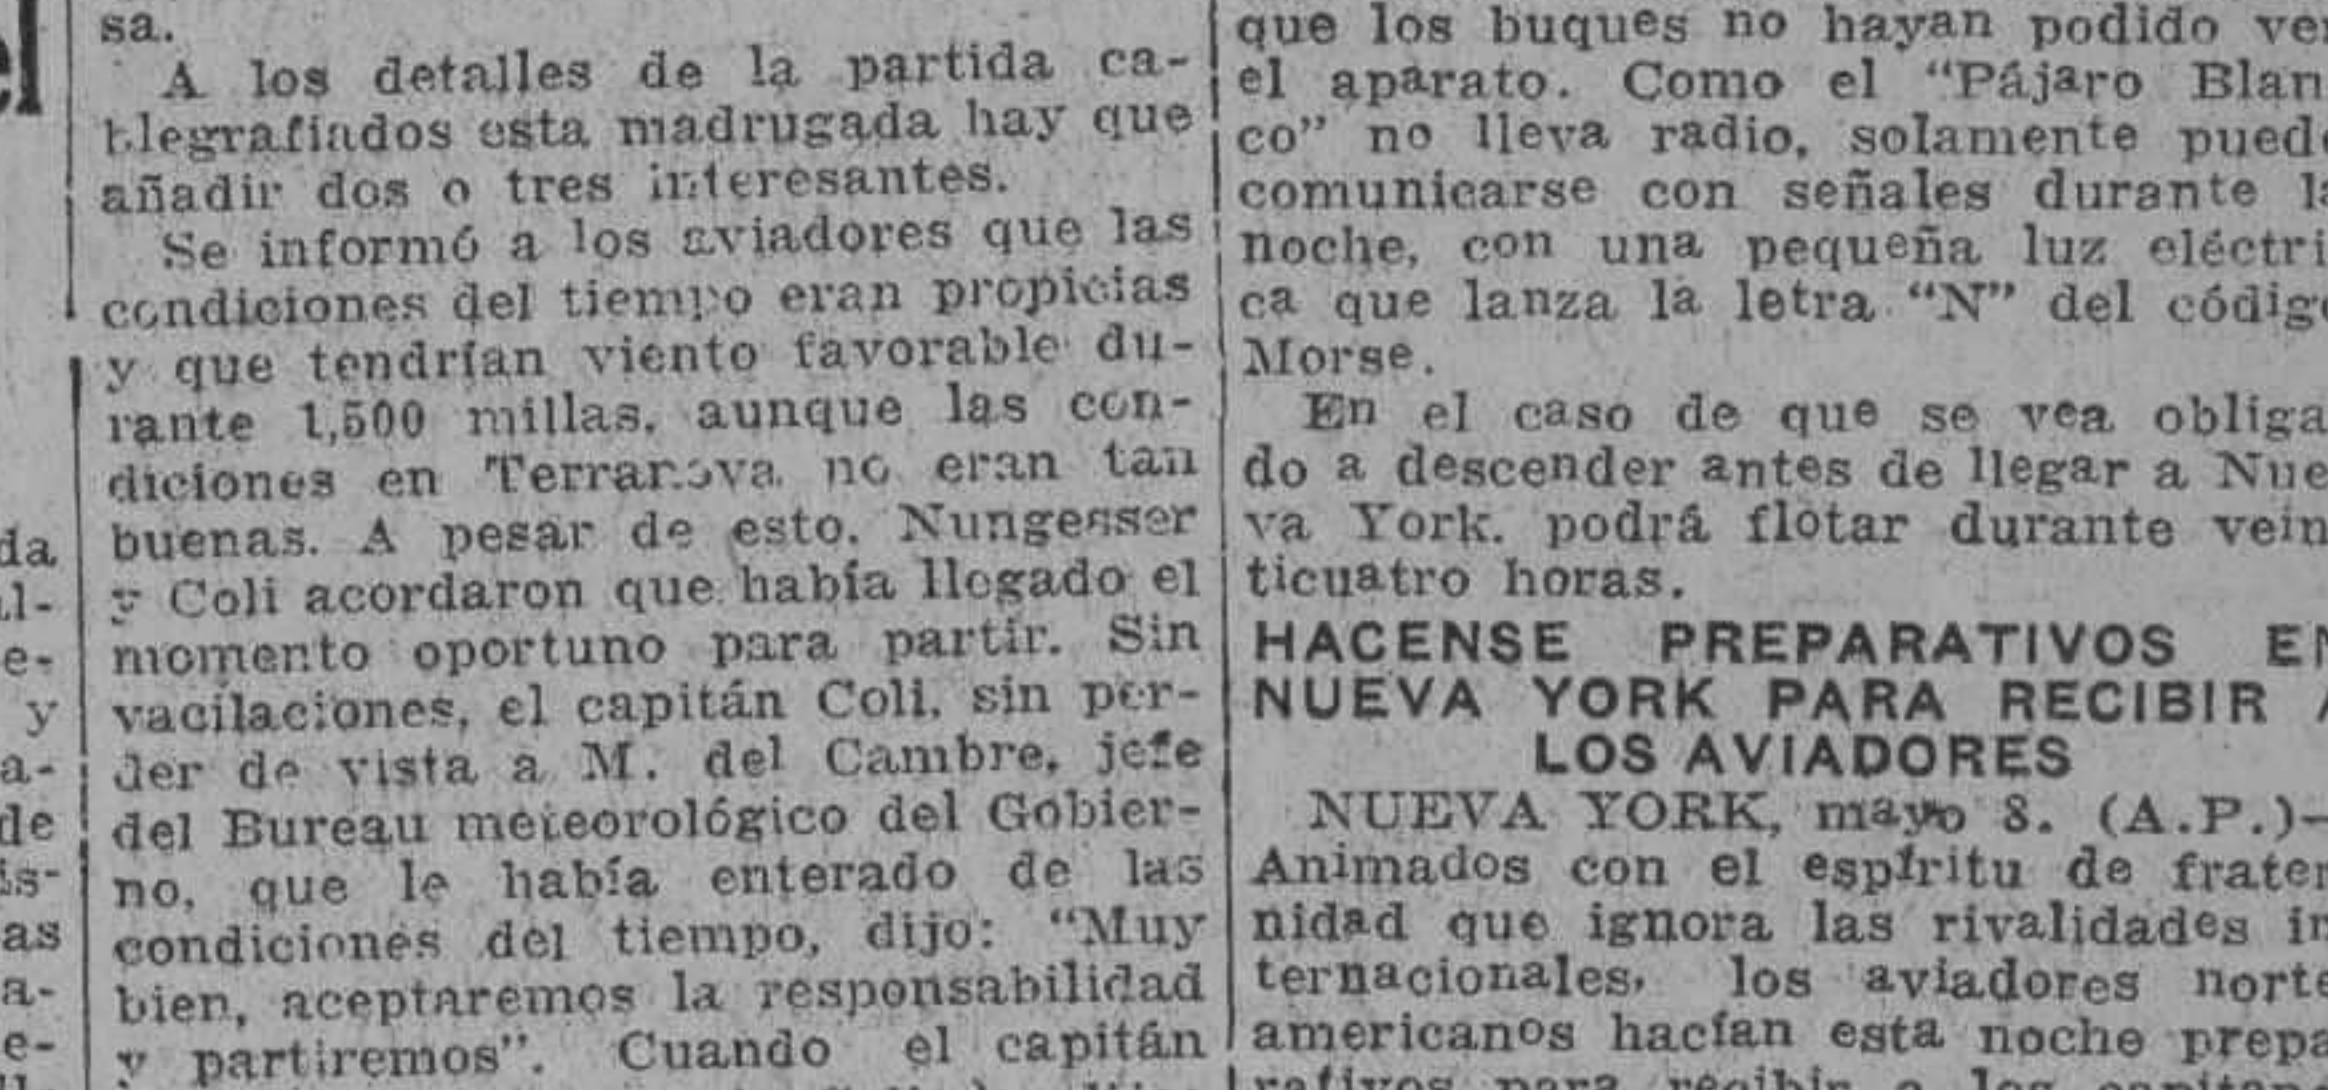 el
da
al-
e-
y
a-
de
is-
as
a-
e-
sa.
A los detalles de la partida ca-
blegrafiados esta madrugada hay que
añadir dos o tres interesantes.
Se informó a los aviadores que las
condiciones del tiempo eran propicias
y que tendrían viento favorable du-
rante 1,500 millas, aunque las con-
diciones en Terranova no eran tan
buenas. A pesar de esto, Nungesser
y Coli acordaron que había llegado el
momento oportuno para partir. Sin
vacilaciones, el capitán Coli, sin per-
der de vista a M. del Cambre, jefe
del Bureau meteorológico del Gobier-
no, que le había enterado de las
condiciones del tiempo, dijo: “Muy
bien, aceptaremos la responsabilidad
y partiremos”. Cuando el capitán
que los buques no hayan podido ver
el aparato. Como el “Pájaro Blan-
co” no lleva radio, solamente puede
comunicarse con señales durante la
noche, con una pequeña luz eléctri-
ca que lanza la letra “N” del código
Morse.
En el caso de que se vea obliga-
do a descender antes de llegar a Nue-
va York, podrá flotar durante vein-
ticuatro horas.
HACENSE PREPARATIVOS EN
NUEVA YORK PARA RECIBIR A
LOS AVIADORES
NUEVA YORK, mayo 8. (A.P.)—
Animados con el espíritu de frater
nidad que ignora las rivalidades in
ternacionales, los aviadores norte
americanos hacían esta noche prepa
rativos para recibir a los